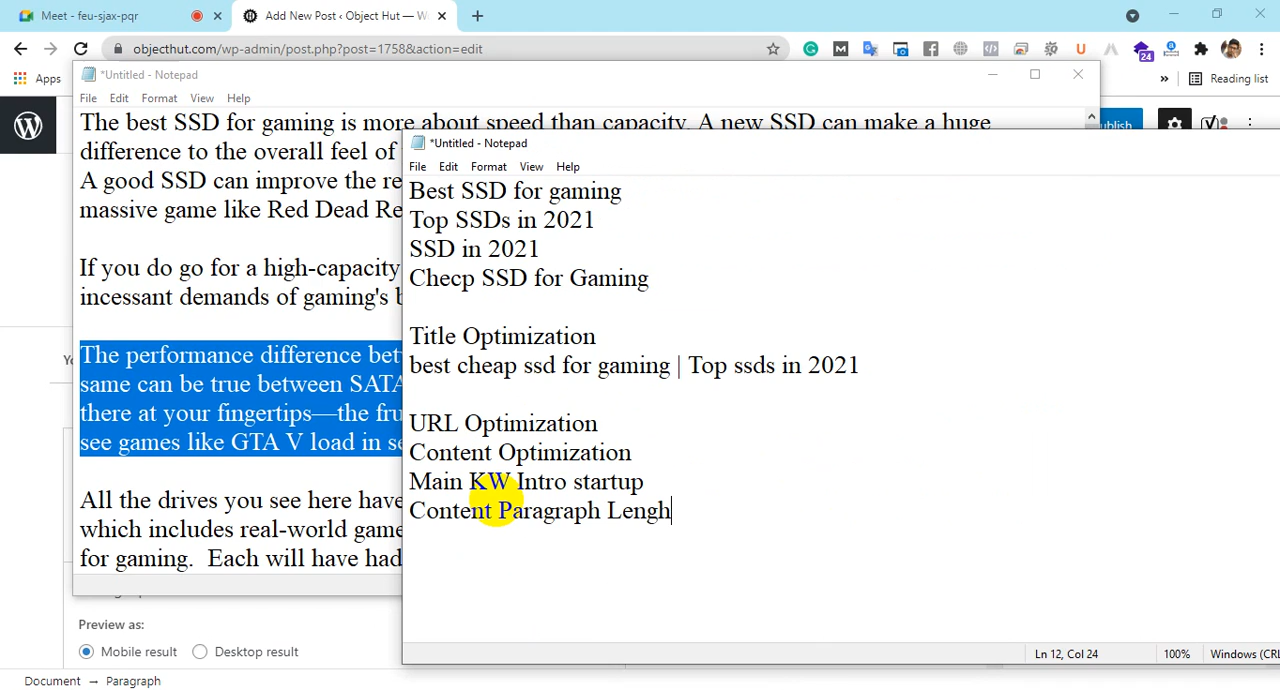 Meet - feu-sjax-pqr
Add New Post ‹ Object Hut — W
objecthut.com/wp-admin/post.php?post=1758&action=edit
24
Apps
Reading list
*Untitled - Notepad
File Edit Format View Help
The best SSD for gaming is more about speed than capacity. A new SSD can make a huge
difference to the overall feel of
A good SSD can improve the re
massive game like Red Dead Re
If you do go for a high-capacity
incessant demands of gaming's b
The performance difference bet
same can be true between SATA
there at your fingertips—the fru
see games like GTA V load in se
All the drives you see here have
which includes real-world game
for gaming.  Each will have had
ublish
*Untitled - Notepad
File Edit Format View Help
Best SSD for gaming
Top SSDs in 2021
SSD in 2021
Checp SSD for Gaming
Title Optimization
best cheap ssd for gaming | Top ssds in 2021
URL Optimization
Content Optimization
Main KW Intro startup
Content Paragraph Lengh
Ln 12, Col 24
100%
Windows (CRL
Yo
Preview as:
Mobile result
Desktop result
Document → Paragraph